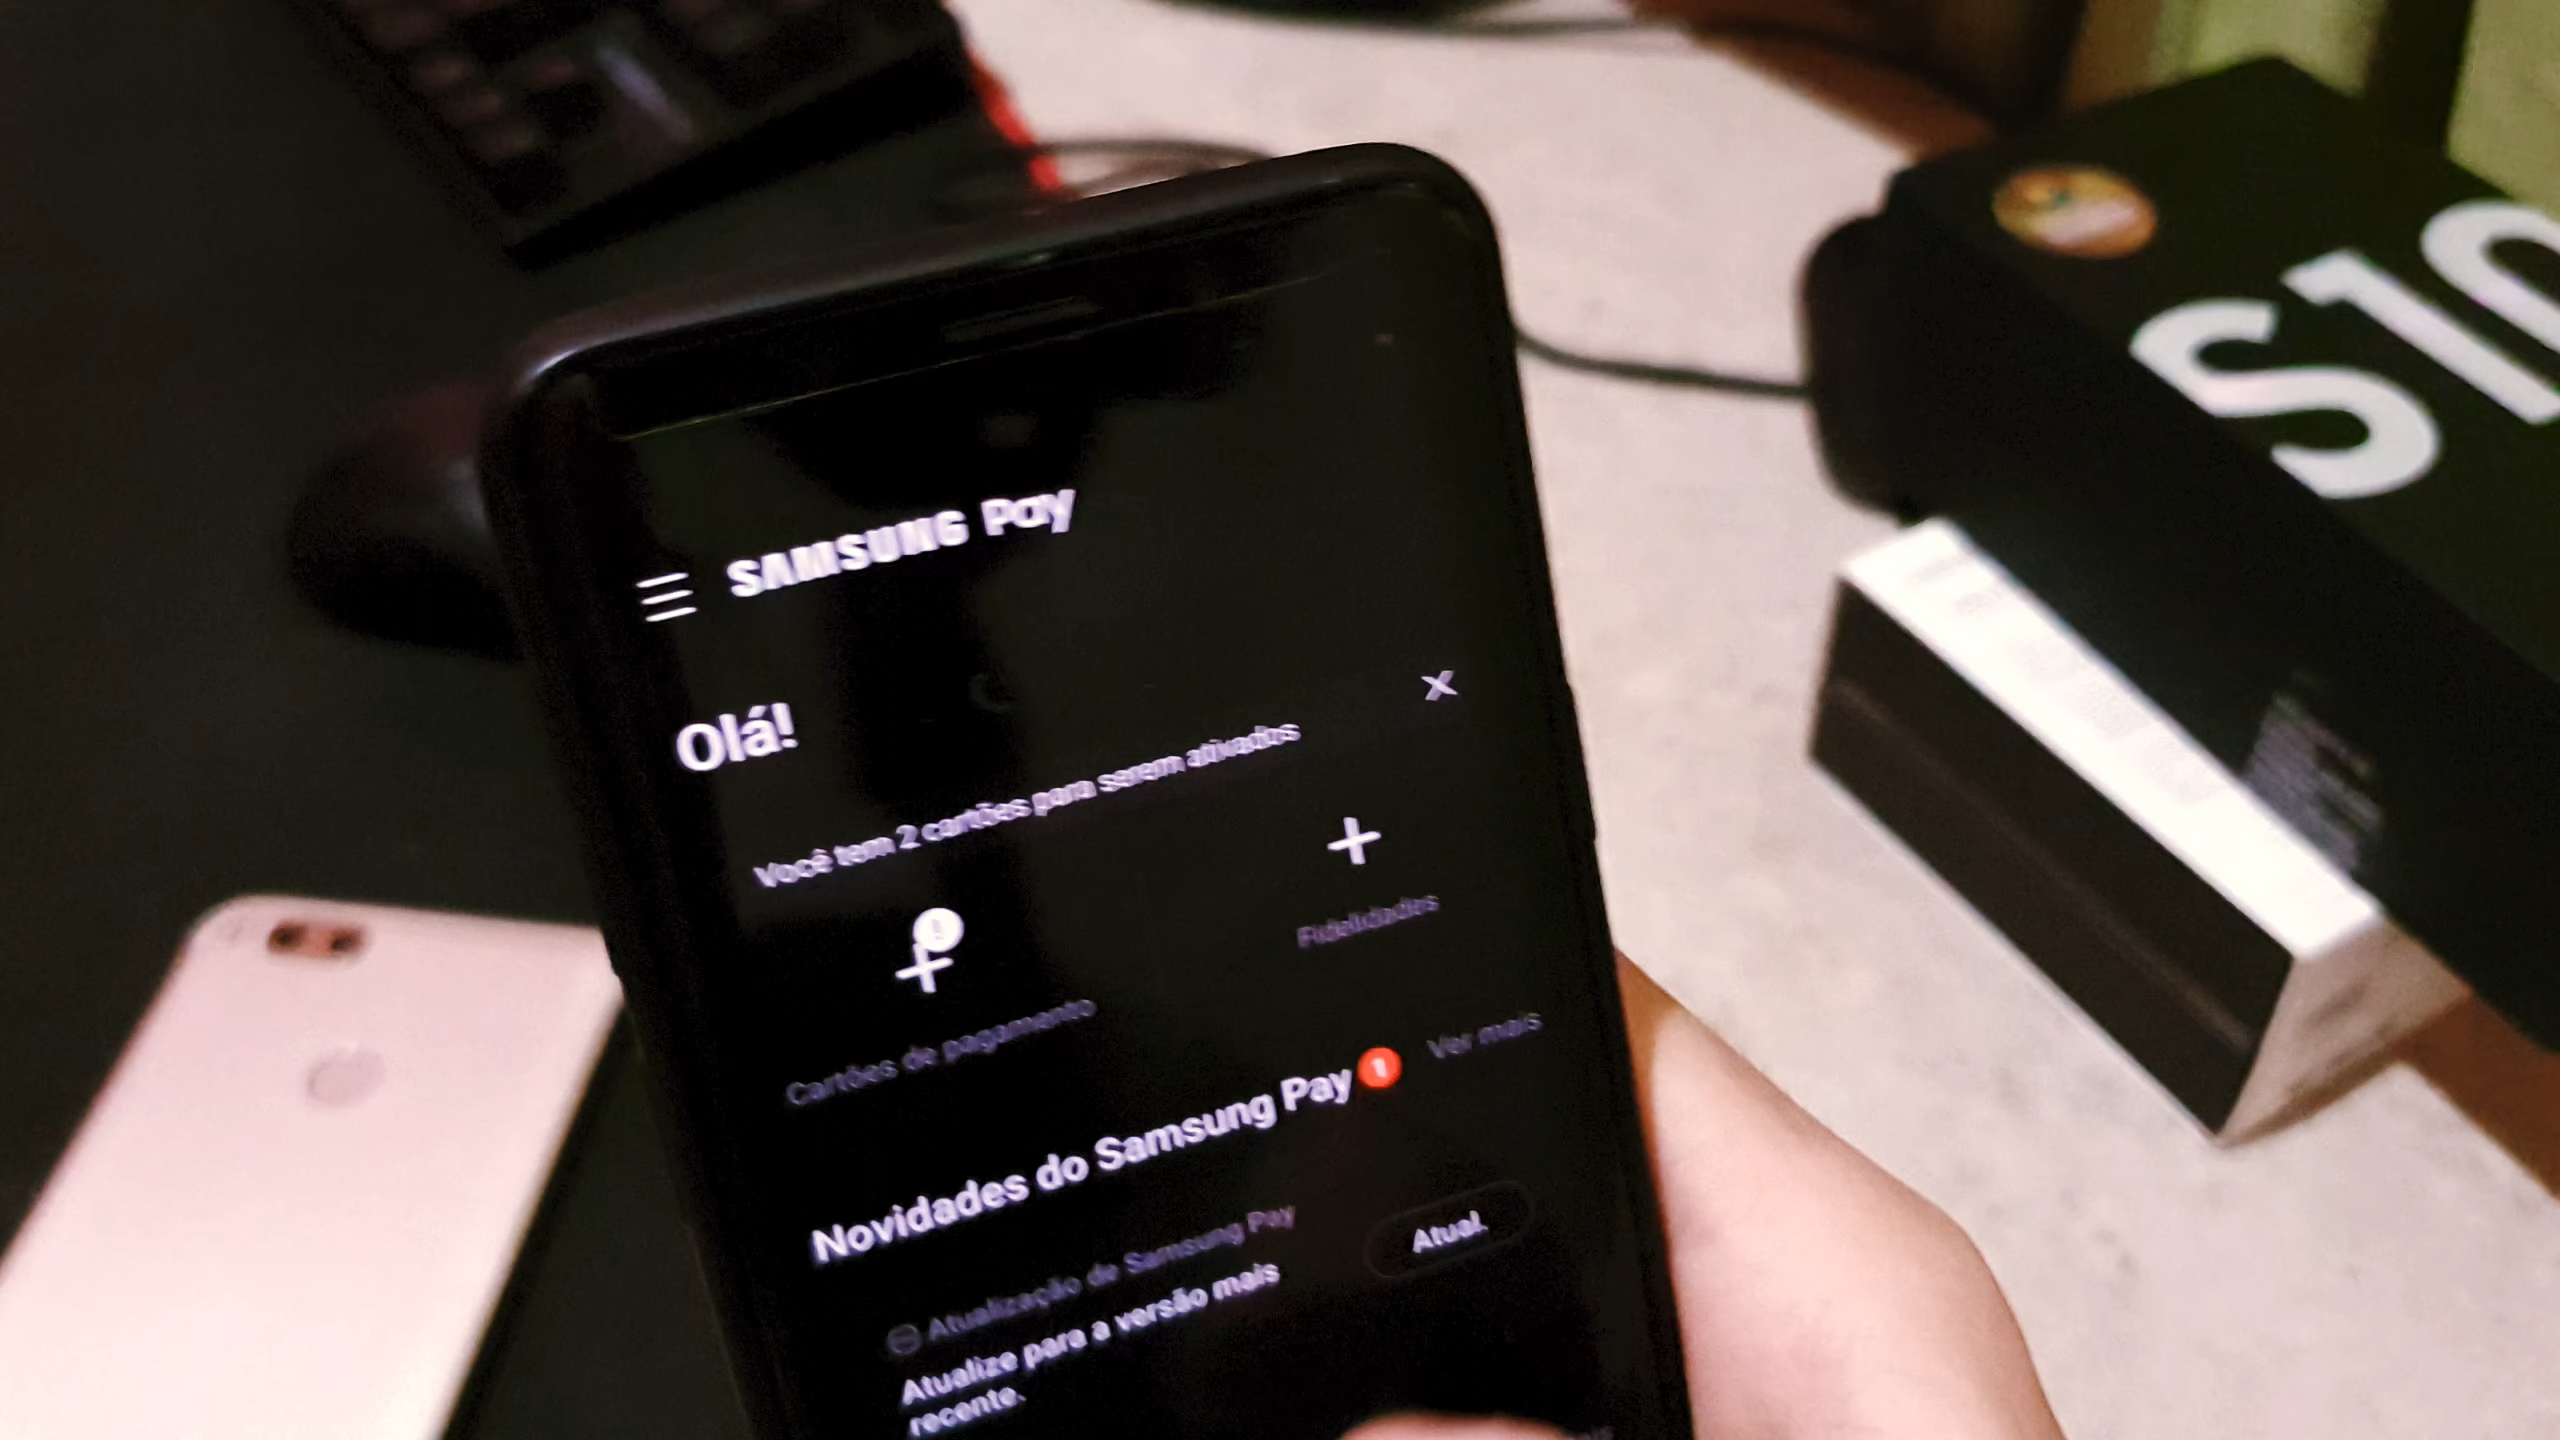 SAMSUNG Pay
Olá!
Você tem 2 cartões para serem ativados
Cartões de pagamento
Fidelidades
Novidades do Samsung Pay 1
Ver mais
Atualização de Samsung Pay
Atualize para a versão mais
recente.
Atual.
S10